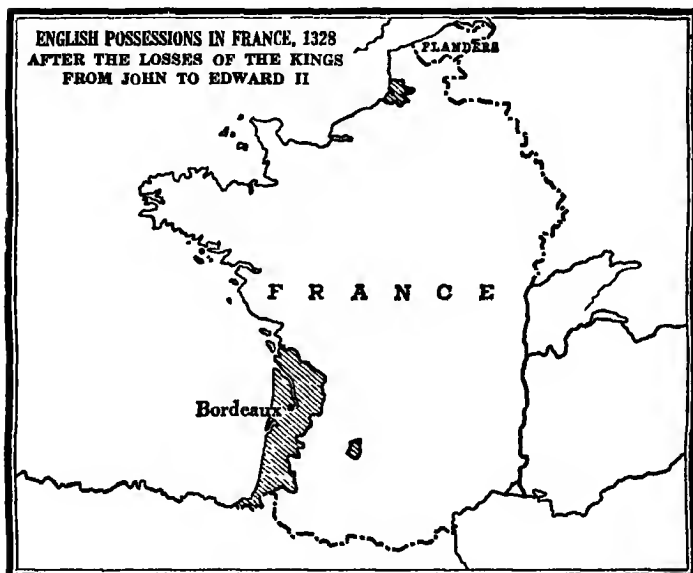 ENGLISH POSSESSIONS IN FRANCE, 1328
AFTER THE LOSSES OF THE KINGS
FROM JOHN TO EDWARD II
FLANDERS
FRANCE
Bordeaux